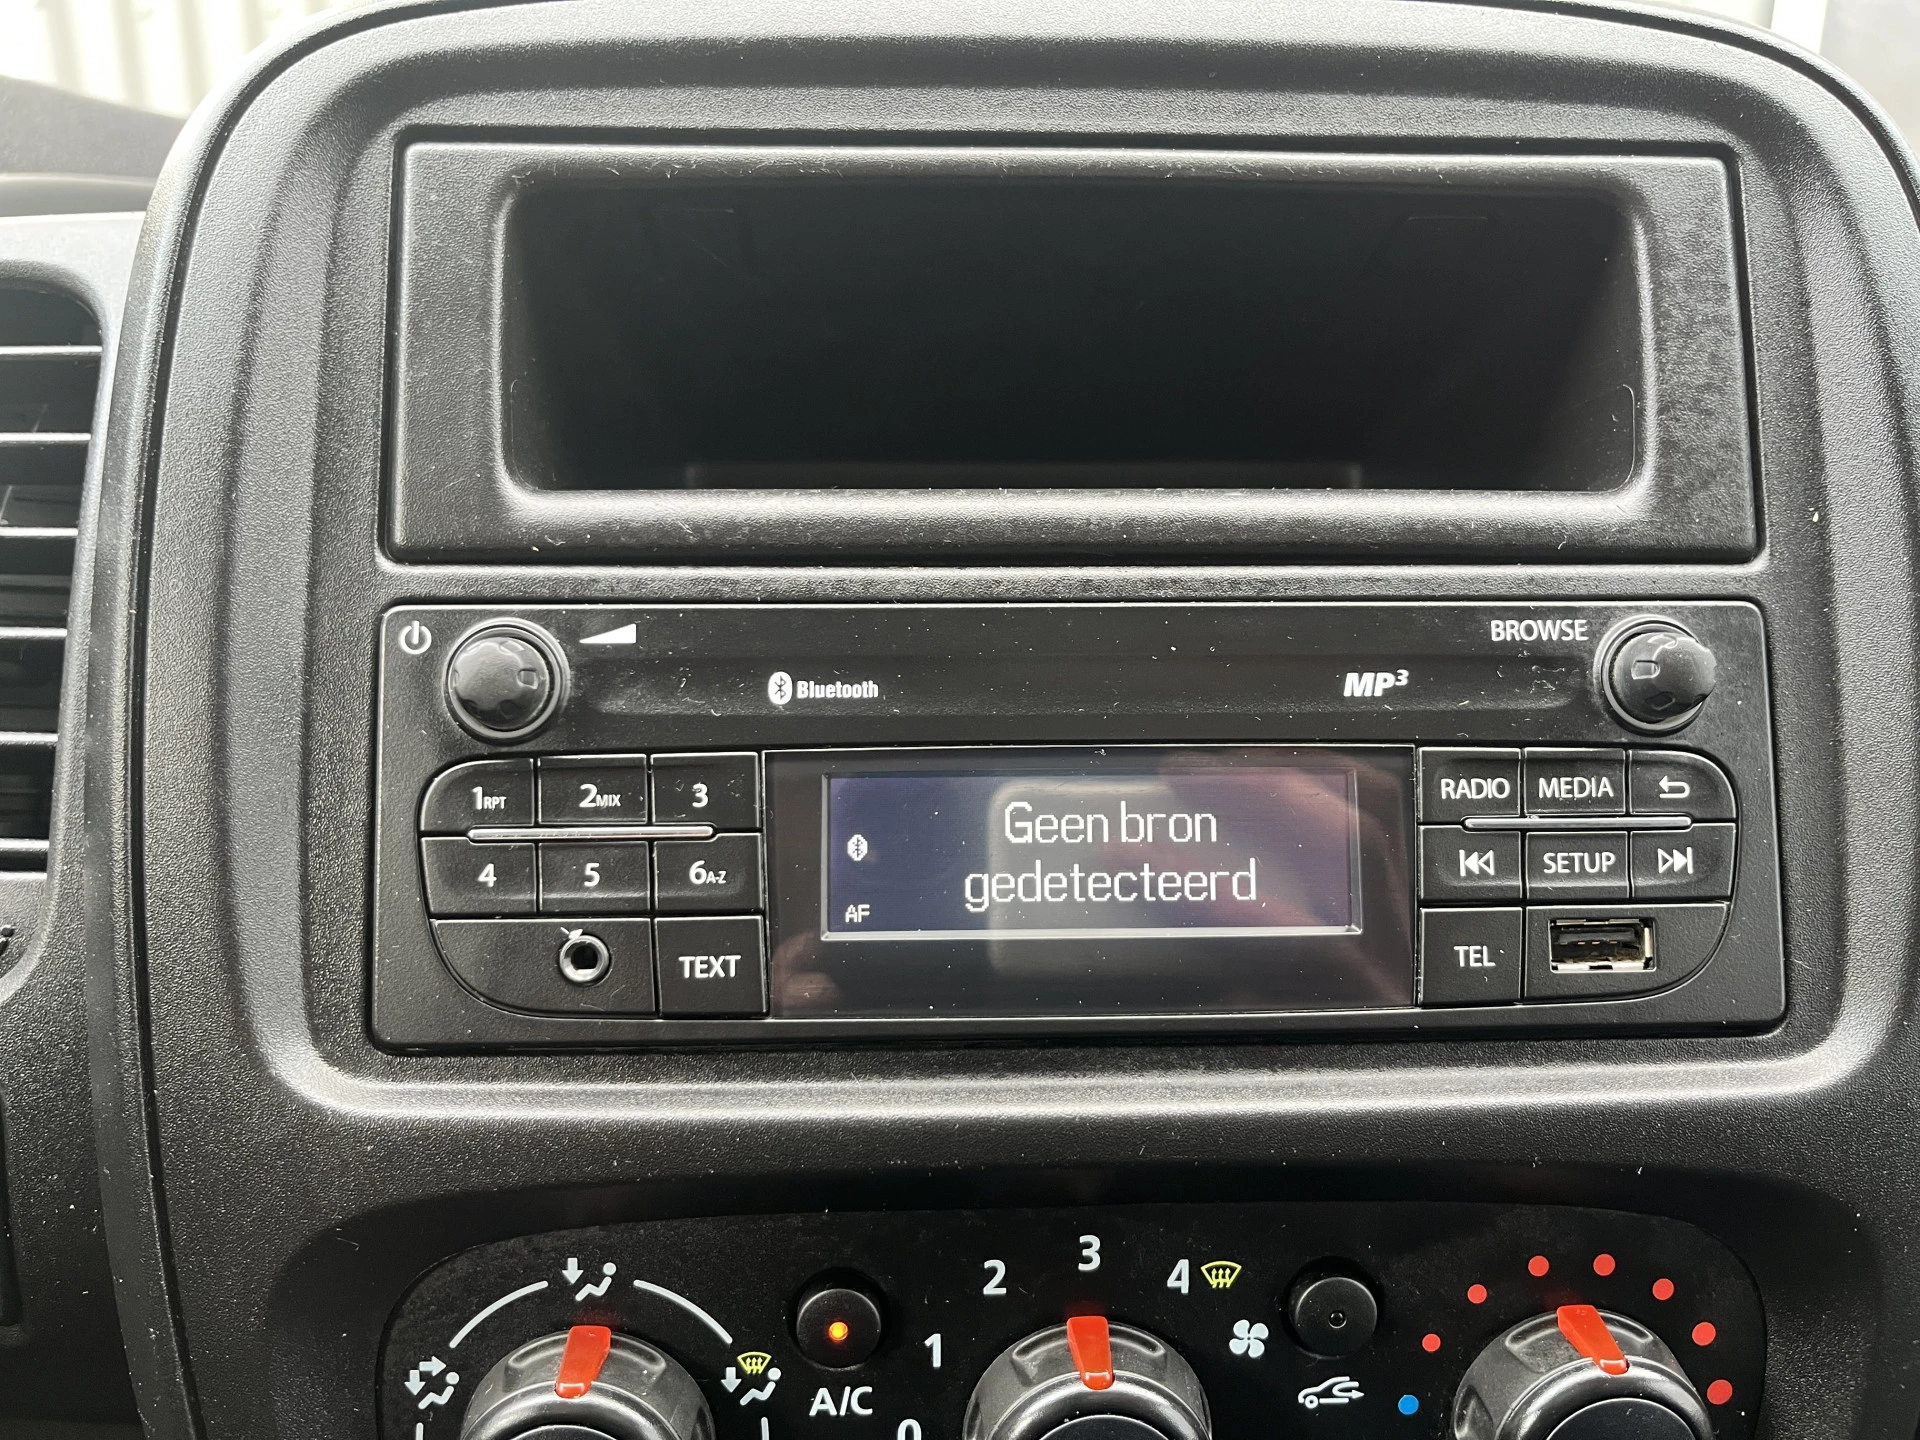 BROWSE
Bluetooth
MP3
1RPT 2MIX 3
RADIO MEDIA
Geen bron
gedetecteerd
4 5 6A-Z
SETUP
AF
TEXT
TEL
3
2 4
1
A/C
0